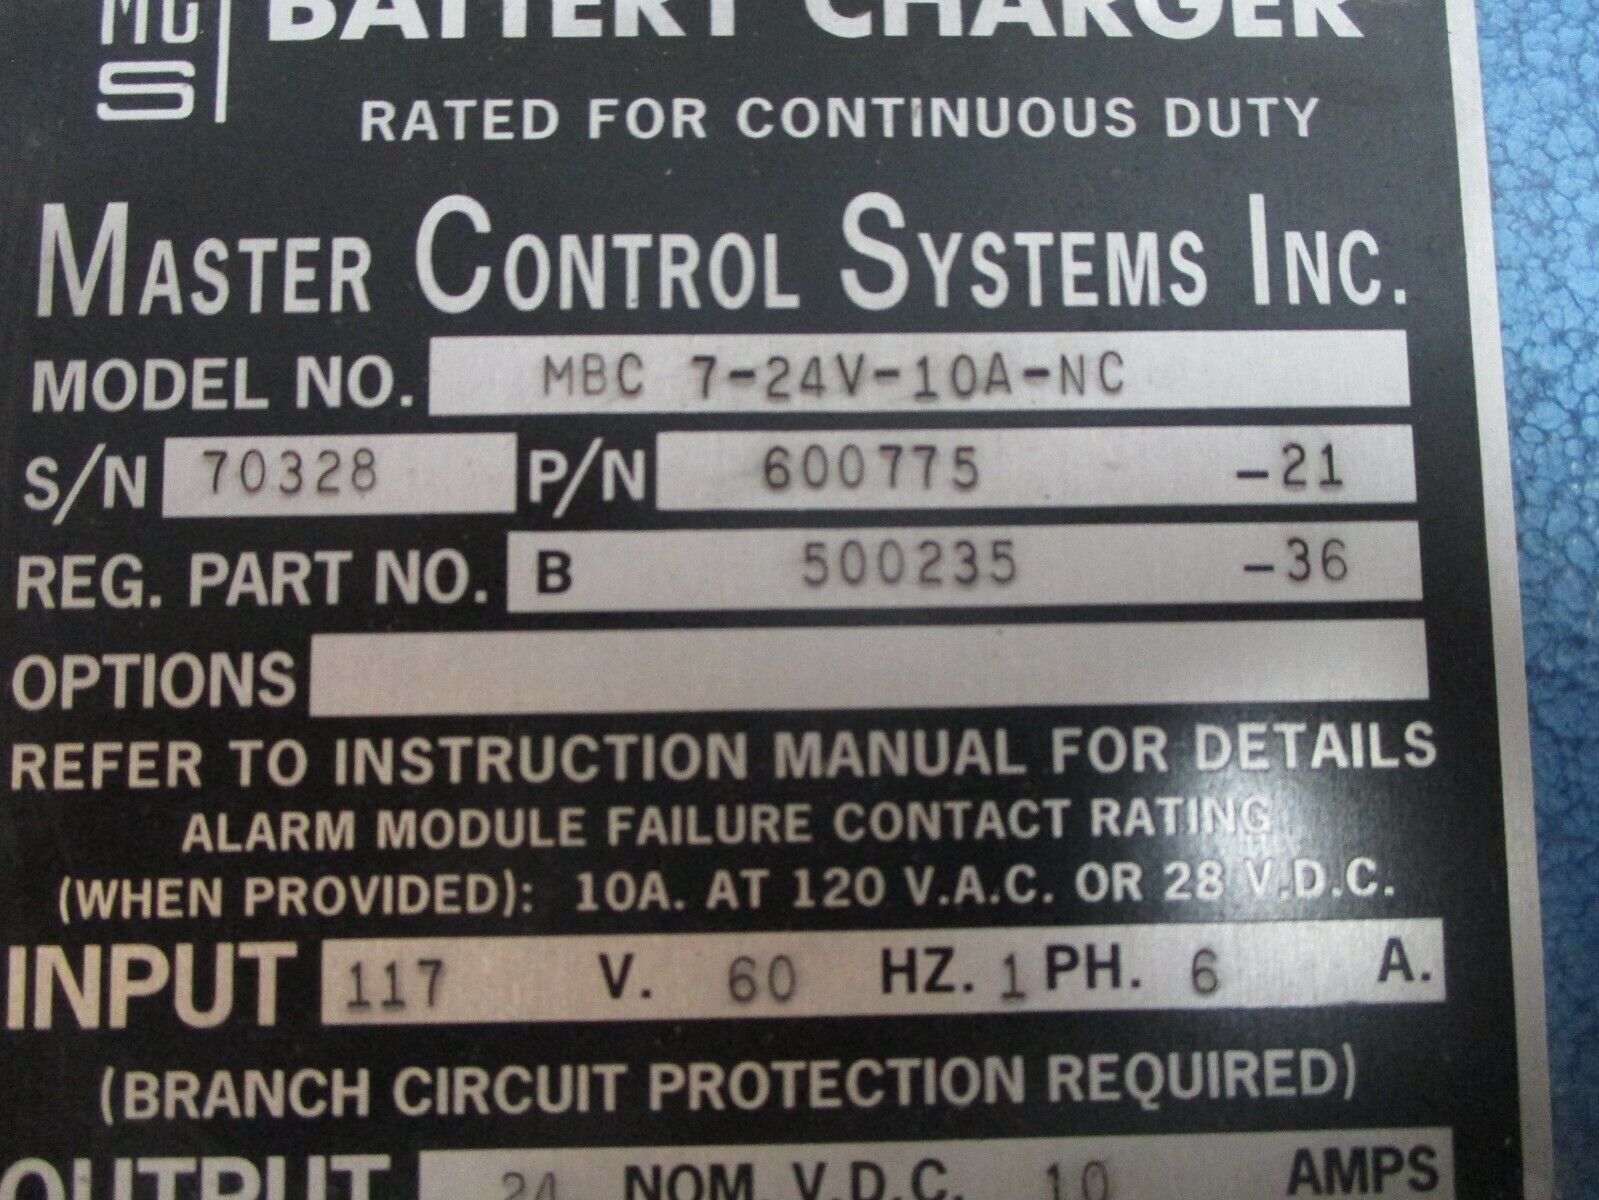 MC
S
BATTERY CHARGER
RATED FOR CONTINUOUS DUTY
MASTER CONTROL SYSTEMS INC.
MODEL NO. MBC 7-24V-10A-NC
S/N 70328 P/N 600775 -21
REG. PART NO. B 500235 -36
OPTIONS
REFER TO INSTRUCTION MANUAL FOR DETAILS
ALARM MODULE FAILURE CONTACT RATING
(WHEN PROVIDED): 10A. AT 120 V.A.C. OR 28 V.D.C.
INPUT 117 V. 60 HZ. 1 PH. 6 A.
(BRANCH CIRCUIT PROTECTION REQUIRED)
OUTPUT 24 NOM. V.D.C. 10 AMPS